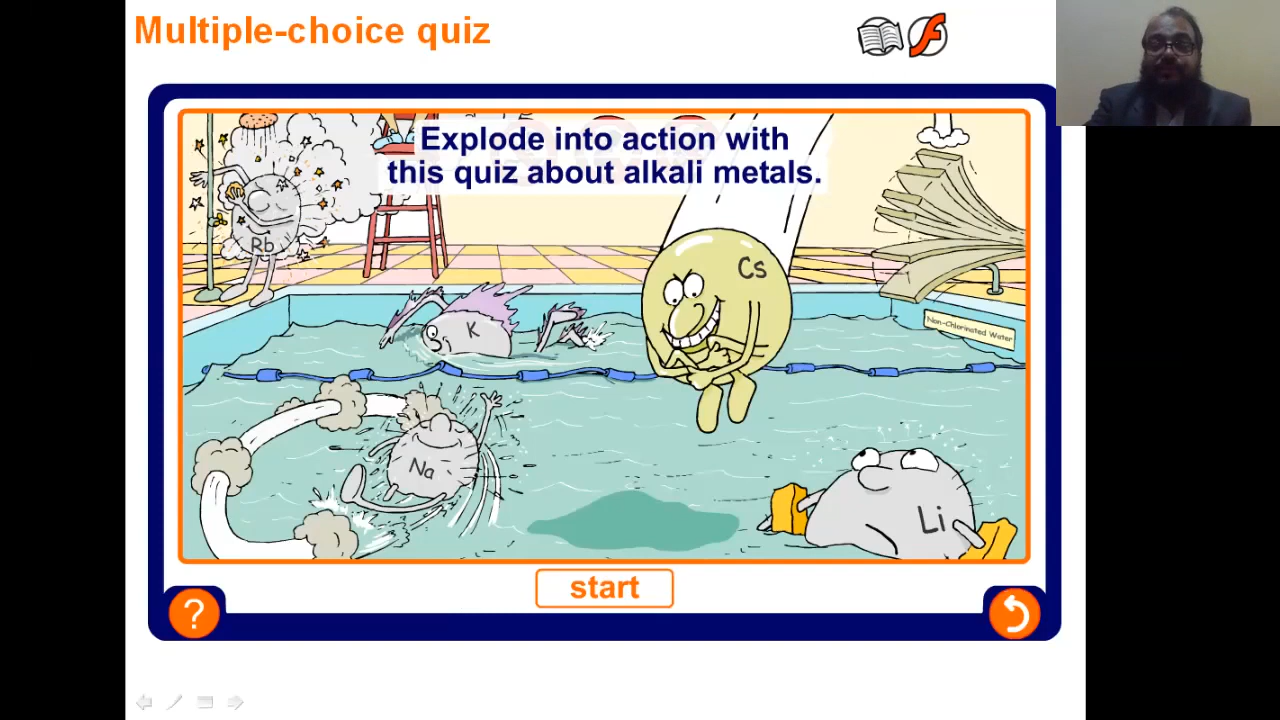 Multiple-choice quiz
Explode into action with
this quiz about alkali metals.
Rb
Cs
K
Non-Chlorinated Water
Na
Li
?
start